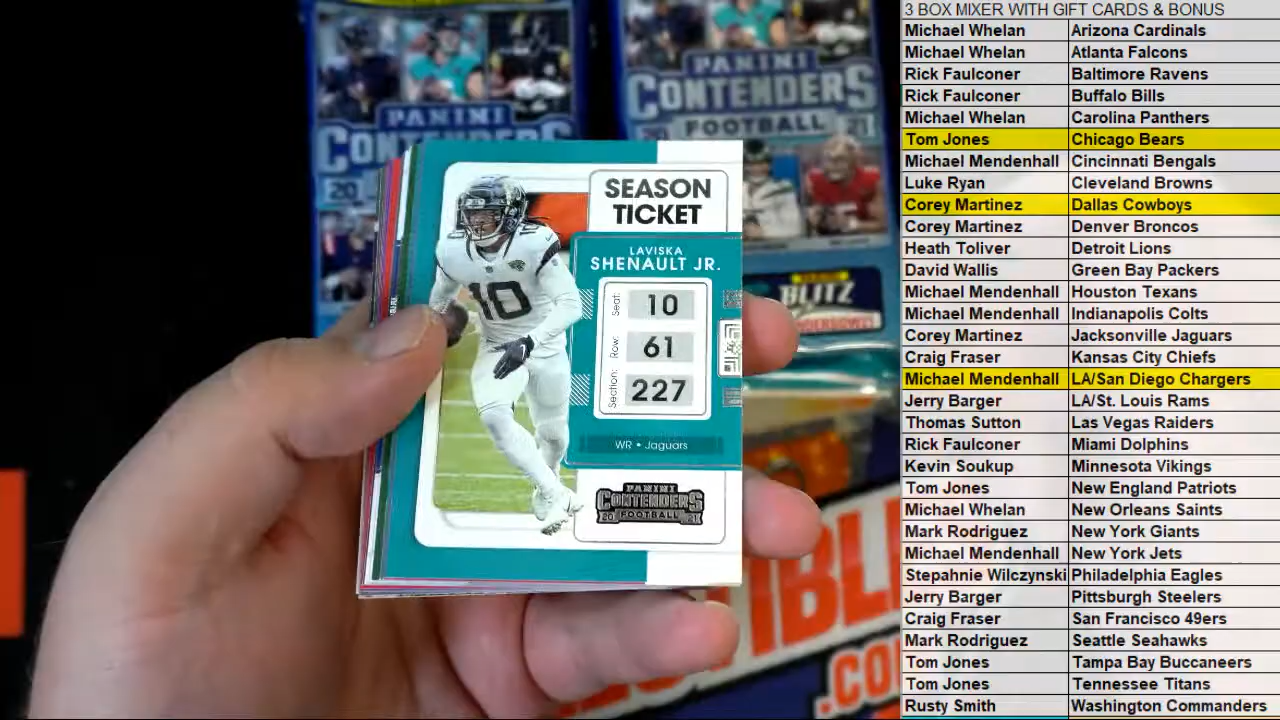 PANINI
CONTENDERS
20
PANINI
CONTENDERS
20 FOOTBALL 21
BLITZ
SEASON
TICKET
LAVISKA
SHENAULT JR.
Seat: 10
Row: 61
Section: 227
WR • Jaguars
PANINI
CONTENDERS
20 FOOTBALL 21
10
10
.CO
3 BOX MIXER WITH GIFT CARDS & BONUS
Michael Whelan Arizona Cardinals
Michael Whelan Atlanta Falcons
Rick Faulconer Baltimore Ravens
Rick Faulconer Buffalo Bills
Michael Whelan Carolina Panthers
Tom Jones Chicago Bears
Michael Mendenhall Cincinnati Bengals
Luke Ryan Cleveland Browns
Corey Martinez Dallas Cowboys
Corey Martinez Denver Broncos
Heath Toliver Detroit Lions
David Wallis Green Bay Packers
Michael Mendenhall Houston Texans
Michael Mendenhall Indianapolis Colts
Corey Martinez Jacksonville Jaguars
Craig Fraser Kansas City Chiefs
Michael Mendenhall LA/San Diego Chargers
Jerry Barger LA/St. Louis Rams
Thomas Sutton Las Vegas Raiders
Rick Faulconer Miami Dolphins
Kevin Soukup Minnesota Vikings
Tom Jones New England Patriots
Michael Whelan New Orleans Saints
Mark Rodriguez New York Giants
Michael Mendenhall New York Jets
Stepahnie Wilczynski Philadelphia Eagles
Jerry Barger Pittsburgh Steelers
Craig Fraser San Francisco 49ers
Mark Rodriguez Seattle Seahawks
Tom Jones Tampa Bay Buccaneers
Tom Jones Tennessee Titans
Rusty Smith Washington Commanders